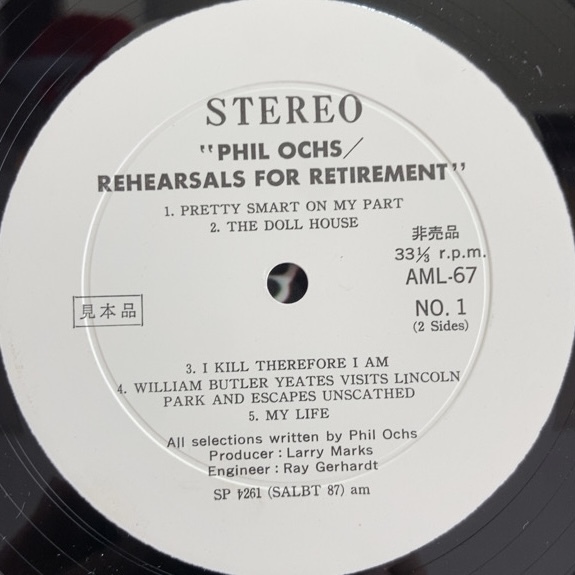 STEREO
"PHIL OCHS/
REHEARSALS FOR RETIREMENT"
1. PRETTY SMART ON MY PART
2. THE DOLL HOUSE
非売品
33⅓ r.p.m.
AML-67
見本品
NO. 1
(2 Sides)
3. I KILL THEREFORE I AM
4. WILLIAM BUTLER YEATES VISITS LINCOLN
PARK AND ESCAPES UNSCATHED
5. MY LIFE
All selections written by Phil Ochs
Producer : Larry Marks
Engineer : Ray Gerhardt
SP 4261 (SALBT 87) am